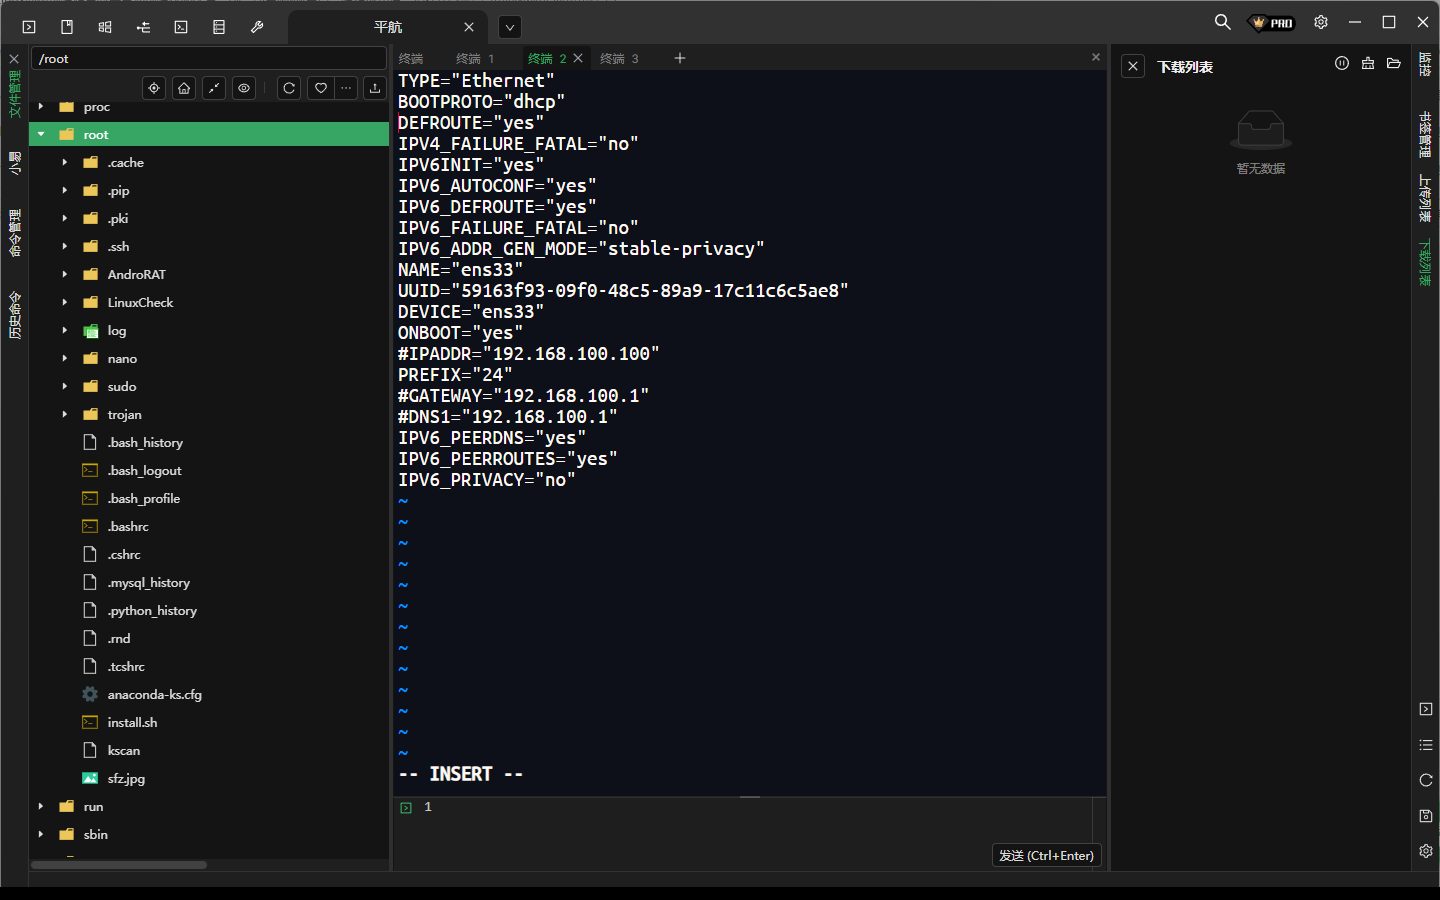 平航
PRO
/root
终端
终端 1
终端 2
终端 3
文件管理
小易
命令管理
历史命令
proc
root
.cache
.pip
.pki
.ssh
AndroRAT
LinuxCheck
log
nano
sudo
trojan
.bash_history
.bash_logout
.bash_profile
.bashrc
.cshrc
.mysql_history
.python_history
.rnd
.tcshrc
anaconda-ks.cfg
install.sh
kscan
sfz.jpg
run
sbin
TYPE="Ethernet"
BOOTPROTO="dhcp"
DEFROUTE="yes"
IPV4_FAILURE_FATAL="no"
IPV6INIT="yes"
IPV6_AUTOCONF="yes"
IPV6_DEFROUTE="yes"
IPV6_FAILURE_FATAL="no"
IPV6_ADDR_GEN_MODE="stable-privacy"
NAME="ens33"
UUID="59163f93-09f0-48c5-89a9-17c11c6c5ae8"
DEVICE="ens33"
ONBOOT="yes"
#IPADDR="192.168.100.100"
PREFIX="24"
#GATEWAY="192.168.100.1"
#DNS1="192.168.100.1"
IPV6_PEERDNS="yes"
IPV6_PEERROUTES="yes"
IPV6_PRIVACY="no"
~
~
~
~
~
~
~
~
~
~
~
~
~
-- INSERT --
1
发送 (Ctrl+Enter)
下载列表
暂无数据
监控
书签管理
上传列表
下载列表